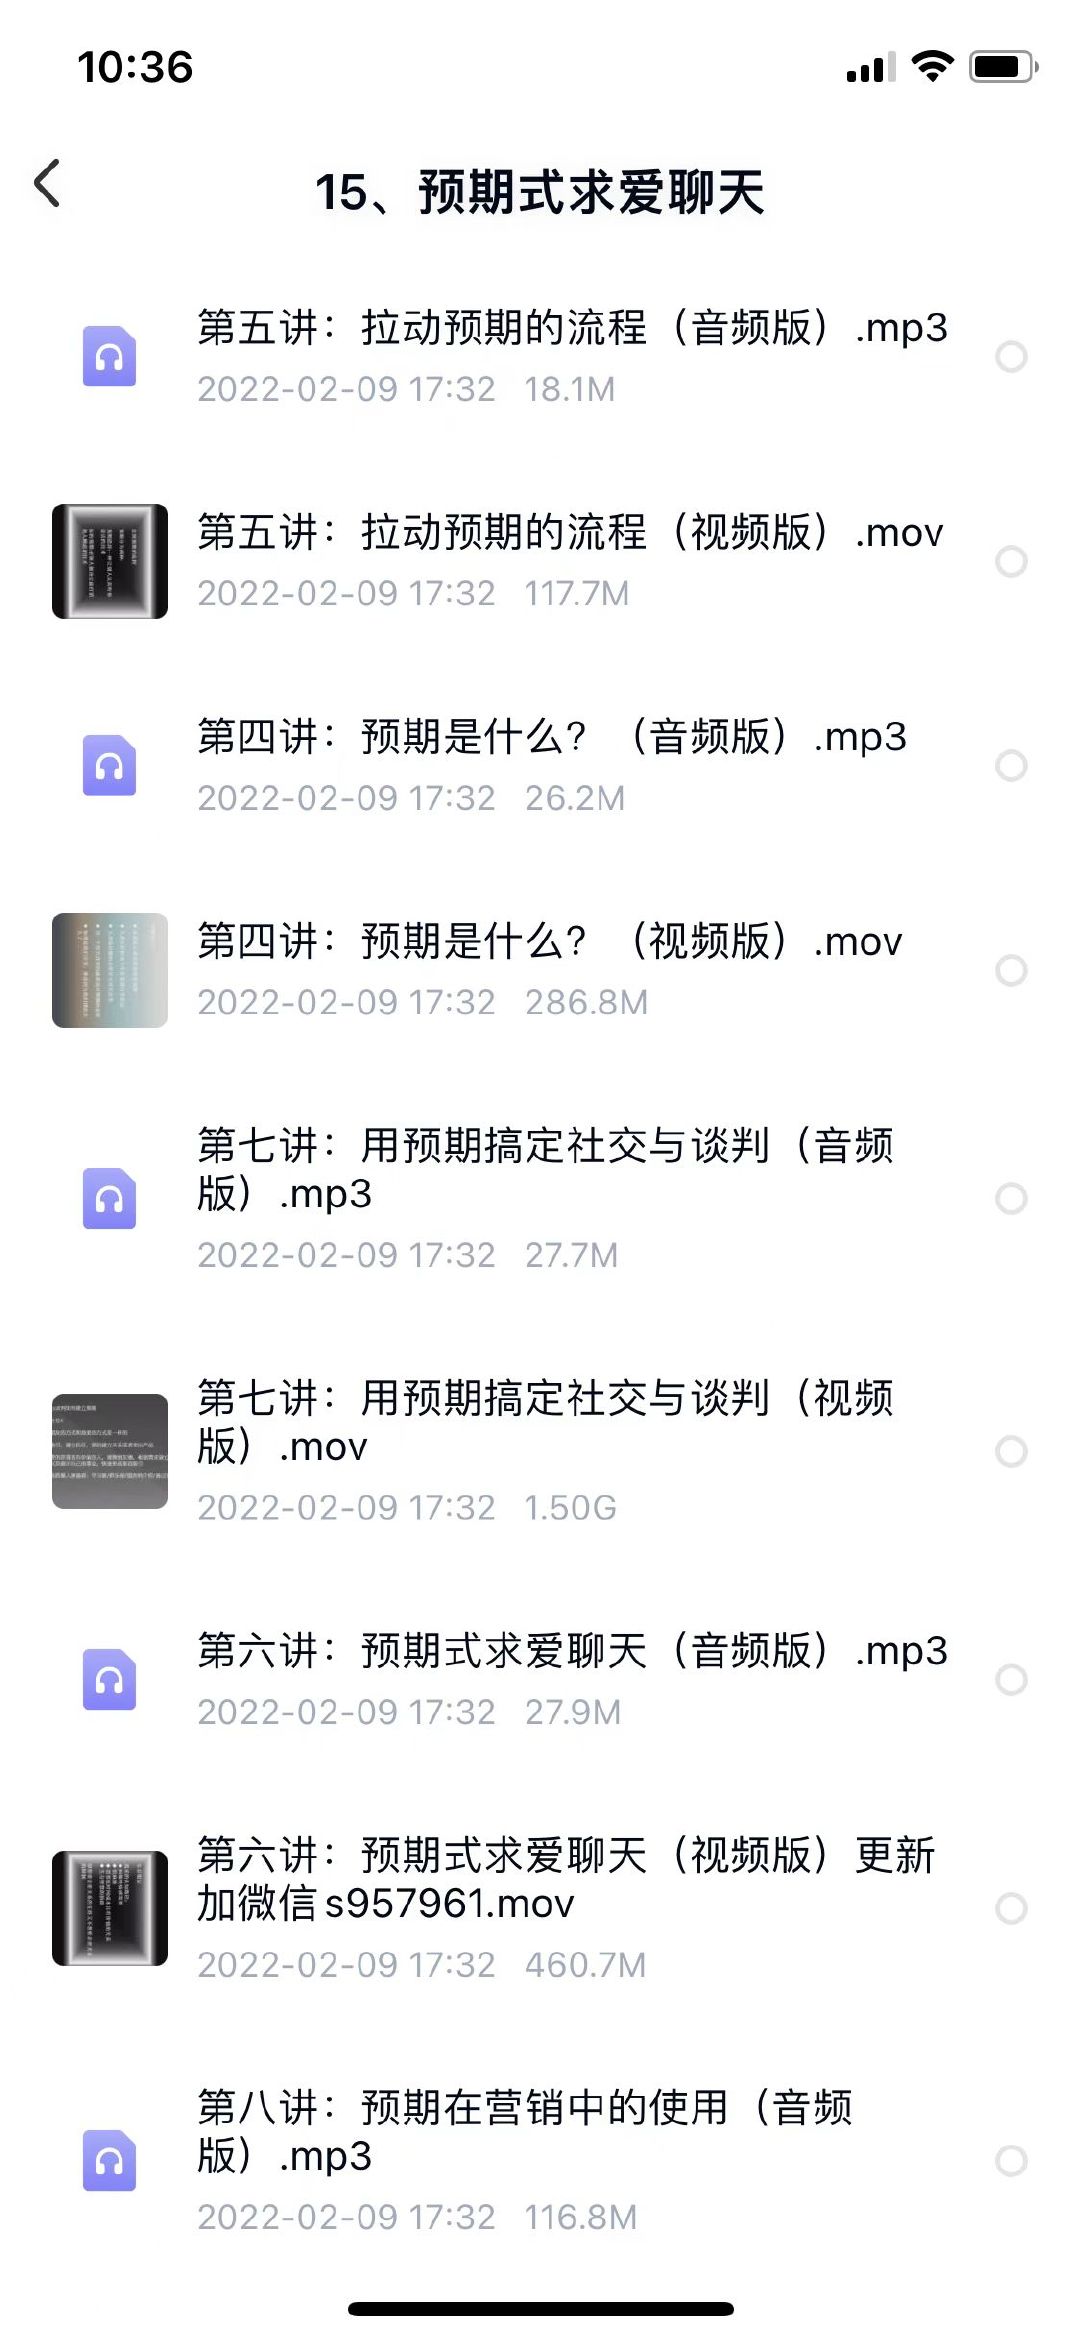 10:36
15、预期式求爱聊天
第五讲：拉动预期的流程（音频版）.mp3
2022-02-09 17:32 18.1M
第五讲：拉动预期的流程（视频版）.mov
2022-02-09 17:32 117.7M
第四讲：预期是什么？（音频版）.mp3
2022-02-09 17:32 26.2M
第四讲：预期是什么？（视频版）.mov
2022-02-09 17:32 286.8M
第七讲：用预期搞定社交与谈判（音频
版）.mp3
2022-02-09 17:32 27.7M
第七讲：用预期搞定社交与谈判（视频
版）.mov
2022-02-09 17:32 1.50G
第六讲：预期式求爱聊天（音频版）.mp3
2022-02-09 17:32 27.9M
第六讲：预期式求爱聊天（视频版）更新
加微信s957961.mov
2022-02-09 17:32 460.7M
第八讲：预期在营销中的使用（音频
版）.mp3
2022-02-09 17:32 116.8M